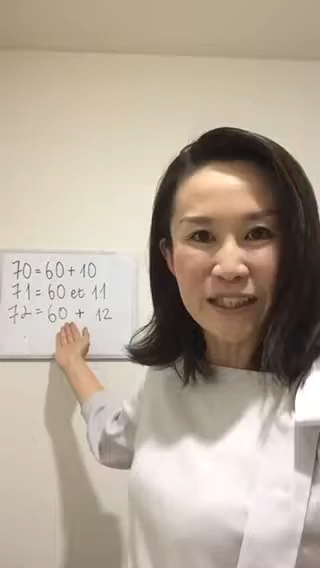 70 = 60 + 10
71 = 60 et 11
72 = 60 + 12